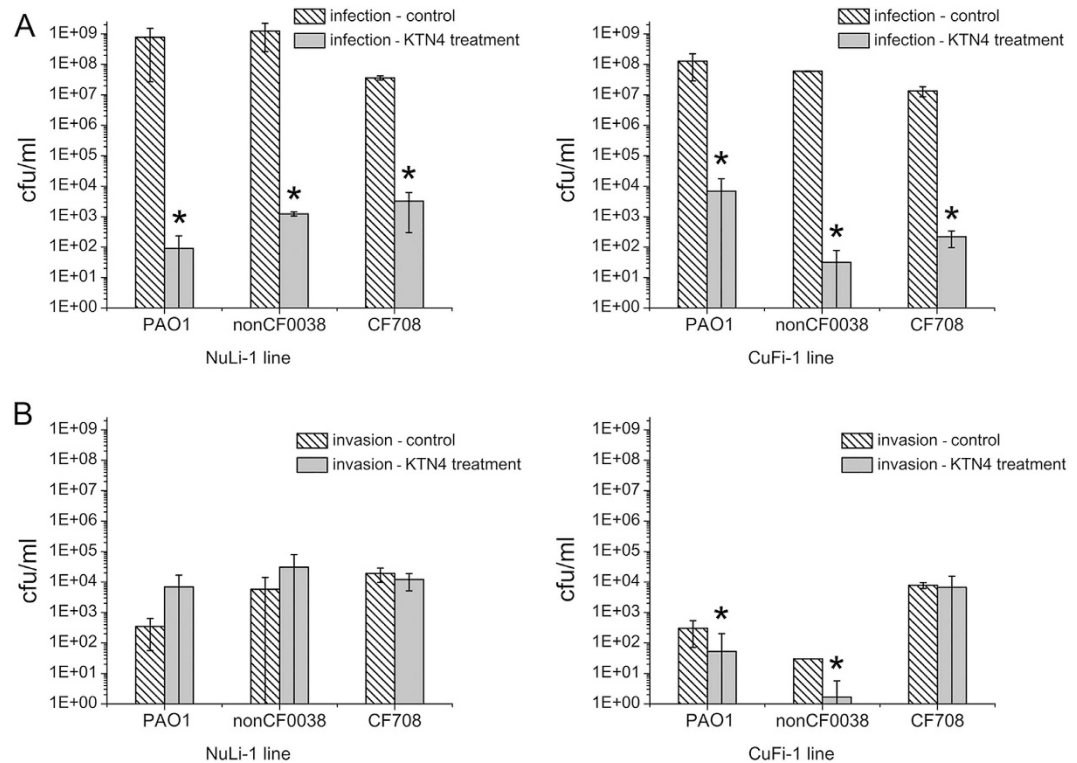 A
infection - control
infection - KTN4 treatment
cfu/ml
1E+09
1E+08
1E+07
1E+06
1E+05
1E+04
1E+03
1E+02
1E+01
1E+00
* * *
PAO1 nonCF0038 CF708
NuLi-1 line
infection - control
infection - KTN4 treatment
cfu/ml
1E+09
1E+08
1E+07
1E+06
1E+05
1E+04
1E+03
1E+02
1E+01
1E+00
* * *
PAO1 nonCF0038 CF708
CuFi-1 line
B
invasion - control
invasion - KTN4 treatment
cfu/ml
1E+09
1E+08
1E+07
1E+06
1E+05
1E+04
1E+03
1E+02
1E+01
1E+00
PAO1 nonCF0038 CF708
NuLi-1 line
invasion - control
invasion - KTN4 treatment
cfu/ml
1E+09
1E+08
1E+07
1E+06
1E+05
1E+04
1E+03
1E+02
1E+01
1E+00
* *
PAO1 nonCF0038 CF708
CuFi-1 line